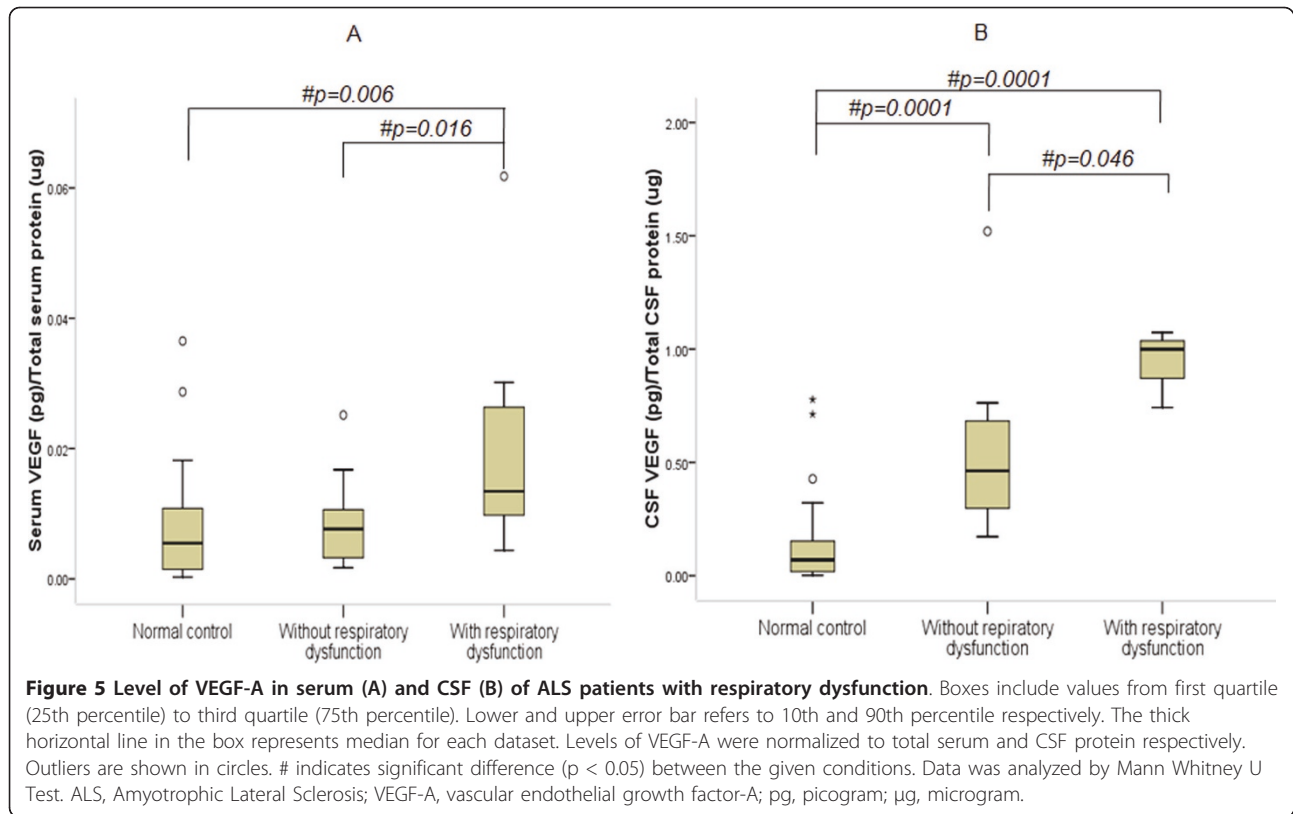 A
#p=0.006
#p=0.016
Serum VEGF (pg)/Total serum protein (ug)
0.06
0.04
0.02
0.00
Normal control
Without respiratory
dysfunction
With respiratory
dysfunction
B
#p=0.0001
#p=0.0001
#p=0.046
CSF VEGF (pg)/Total CSF protein (ug)
2.00
1.50
1.00
0.50
0.00
Normal control
Without repiratory
dysfunction
With respiratory
dysfunction
Figure 5 Level of VEGF-A in serum (A) and CSF (B) of ALS patients with respiratory dysfunction. Boxes include values from first quartile
(25th percentile) to third quartile (75th percentile). Lower and upper error bar refers to 10th and 90th percentile respectively. The thick
horizontal line in the box represents median for each dataset. Levels of VEGF-A were normalized to total serum and CSF protein respectively.
Outliers are shown in circles. # indicates significant difference (p < 0.05) between the given conditions. Data was analyzed by Mann Whitney U
Test. ALS, Amyotrophic Lateral Sclerosis; VEGF-A, vascular endothelial growth factor-A; pg, picogram; μg, microgram.